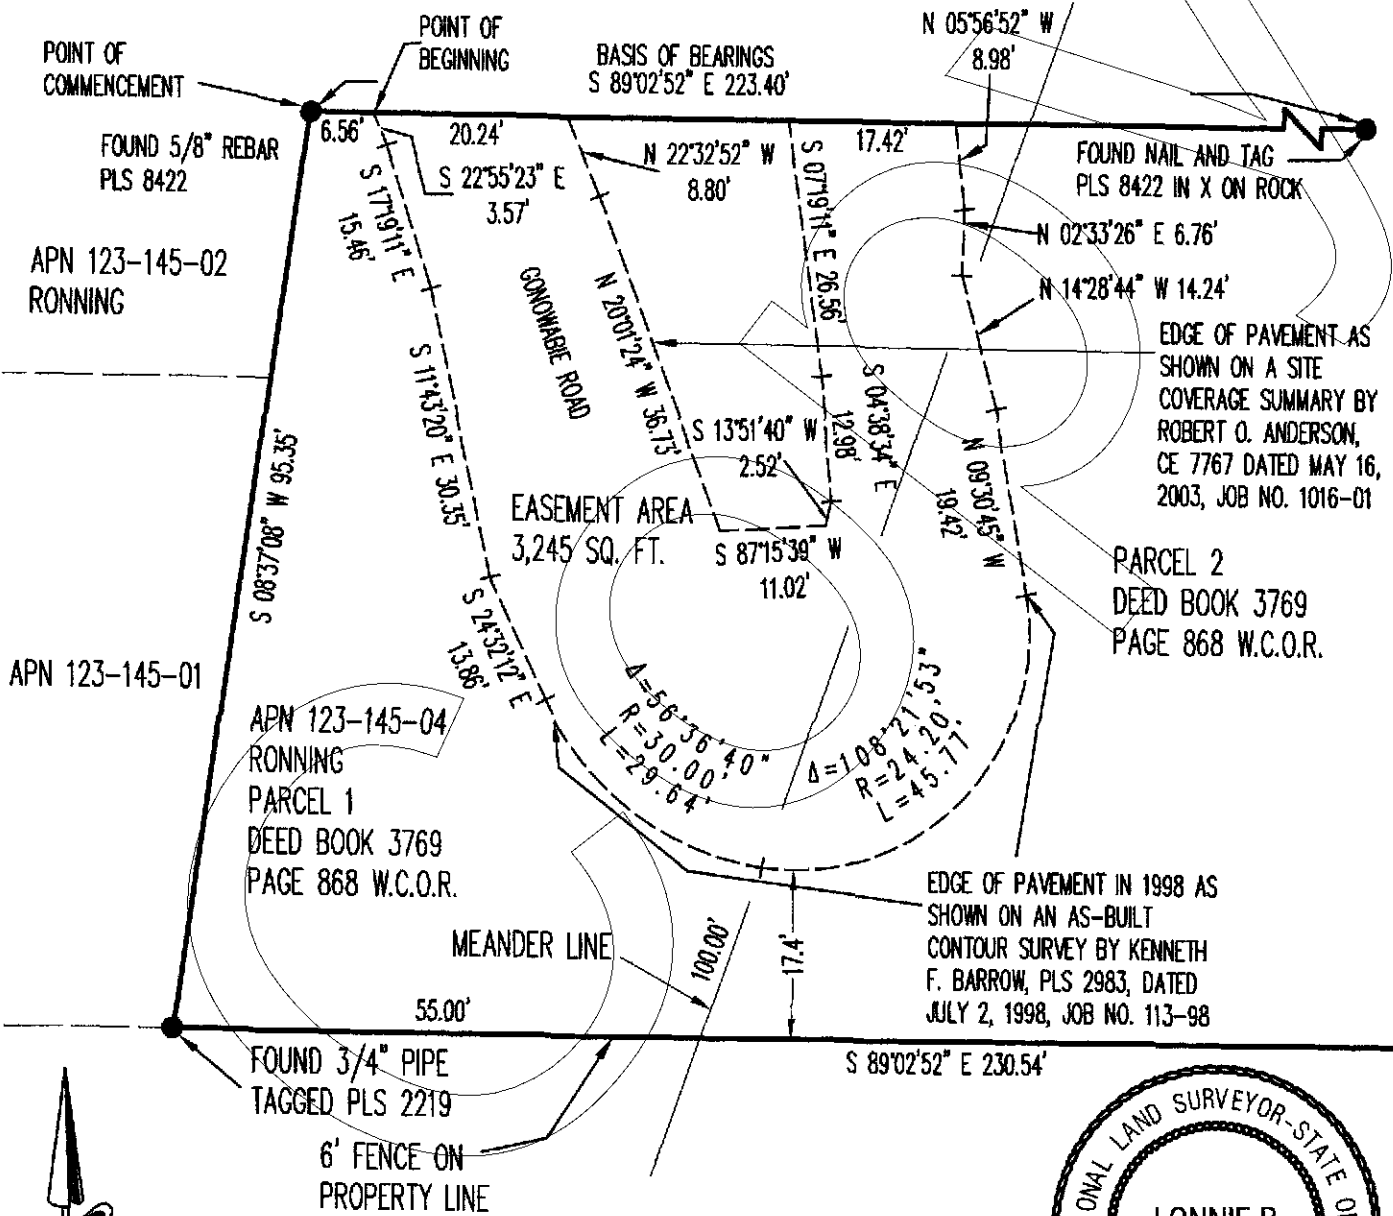 POINT OF
COMMENCEMENT
POINT OF
BEGINNING
BASIS OF BEARINGS
S 89°02'52" E 223.40'
N 05°56'52" W
8.98'
FOUND 5/8" REBAR
PLS 8422
6.56'
20.24'
17.42'
S 22°55'23" E
3.57'
N 22°32'52" W
8.80'
FOUND NAIL AND TAG
PLS 8422 IN X ON ROCK
S 17°19'11" E
15.46'
S 07°19'11" E 26.56'
N 02°33'26" E 6.76'
N 14°28'44" W 14.24'
APN 123-145-02
RONNING
GONOWABIE ROAD
N 20°01'24" W 36.73'
EDGE OF PAVEMENT AS
SHOWN ON A SITE
COVERAGE SUMMARY BY
ROBERT O. ANDERSON,
CE 7767 DATED MAY 16,
2003, JOB NO. 1016-01
S 11°43'20" E 30.35'
S 13°51'40" W
2.52'
S 04°38'34" E
12.98'
N 09°30'45" W
19.42'
S 08°37'08" W 95.35'
EASEMENT AREA
3,245 SQ. FT.
S 87°15'39" W
11.02'
PARCEL 2
DEED BOOK 3769
PAGE 868 W.C.O.R.
S 24°32'12" E
13.86'
APN 123-145-01
APN 123-145-04
RONNING
PARCEL 1
DEED BOOK 3769
PAGE 868 W.C.O.R.
Δ=56°36'40"
R=30.00'
L=29.64'
Δ=108°21'53"
R=24.20'
L=45.77'
EDGE OF PAVEMENT IN 1998 AS
SHOWN ON AN AS-BUILT
CONTOUR SURVEY BY KENNETH
F. BARROW, PLS 2983, DATED
JULY 2, 1998, JOB NO. 113-98
MEANDER LINE
100.00'
17.4'
55.00'
S 89°02'52" E 230.54'
FOUND 3/4" PIPE
TAGGED PLS 2219
6' FENCE ON
PROPERTY LINE
ONAL LAND SURVEYOR-STATE OF
LONNIE R.